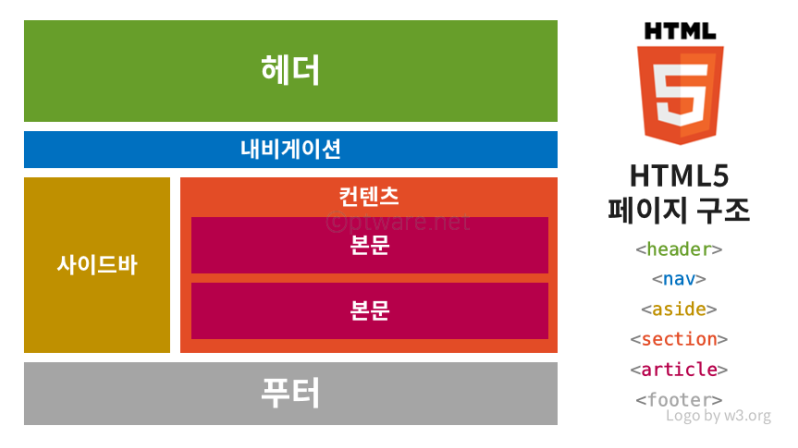 헤더
내비게이션
사이드바
컨텐츠
©ptware.net
본문
본문
푸터
HTML
5
HTML5
페이지 구조
<header>
<nav>
<aside>
<section>
<article>
<footer>
Logo by w3.org